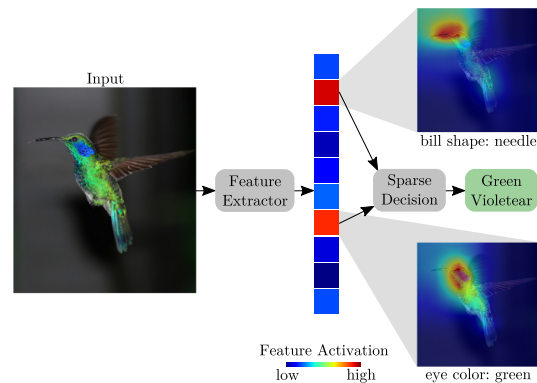 Input
bill shape: needle
Feature
Extractor
Sparse
Decision
Green
Violetear
Feature Activation
low high
eye color: green